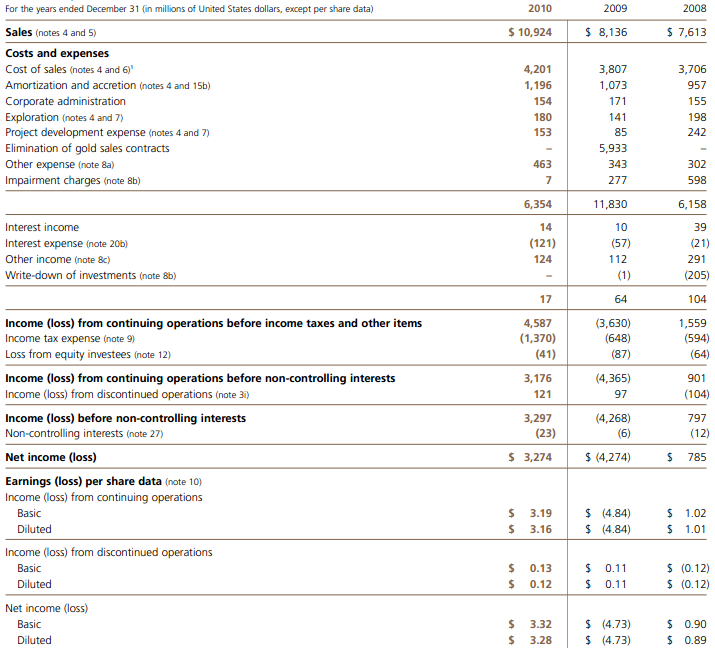 For the years ended December 31 (in millions of United States dollars, except per share data) 2010 2009 2008
Sales (notes 4 and 5) $ 10,924 $ 8,136 $ 7,613
Costs and expenses
Cost of sales (notes 4 and 6)¹ 4,201 3,807 3,706
Amortization and accretion (notes 4 and 15b) 1,196 1,073 957
Corporate administration 154 171 155
Exploration (notes 4 and 7) 180 141 198
Project development expense (notes 4 and 7) 153 85 242
Elimination of gold sales contracts – 5,933 –
Other expense (note 8a) 463 343 302
Impairment charges (note 8b) 7 277 598
6,354 11,830 6,158
Interest income 14 10 39
Interest expense (note 20b) (121) (57) (21)
Other income (note 8c) 124 112 291
Write-down of investments (note 8b) – (1) (205)
17 64 104
Income (loss) from continuing operations before income taxes and other items 4,587 (3,630) 1,559
Income tax expense (note 9) (1,370) (648) (594)
Loss from equity investees (note 12) (41) (87) (64)
Income (loss) from continuing operations before non-controlling interests 3,176 (4,365) 901
Income (loss) from discontinued operations (note 3i) 121 97 (104)
Income (loss) before non-controlling interests 3,297 (4,268) 797
Non-controlling interests (note 27) (23) (6) (12)
Net income (loss) $ 3,274 $ (4,274) $ 785
Earnings (loss) per share data (note 10)
Income (loss) from continuing operations
Basic $ 3.19 $ (4.84) $ 1.02
Diluted $ 3.16 $ (4.84) $ 1.01
Income (loss) from discontinued operations
Basic $ 0.13 $ 0.11 $ (0.12)
Diluted $ 0.12 $ 0.11 $ (0.12)
Net income (loss)
Basic $ 3.32 $ (4.73) $ 0.90
Diluted $ 3.28 $ (4.73) $ 0.89